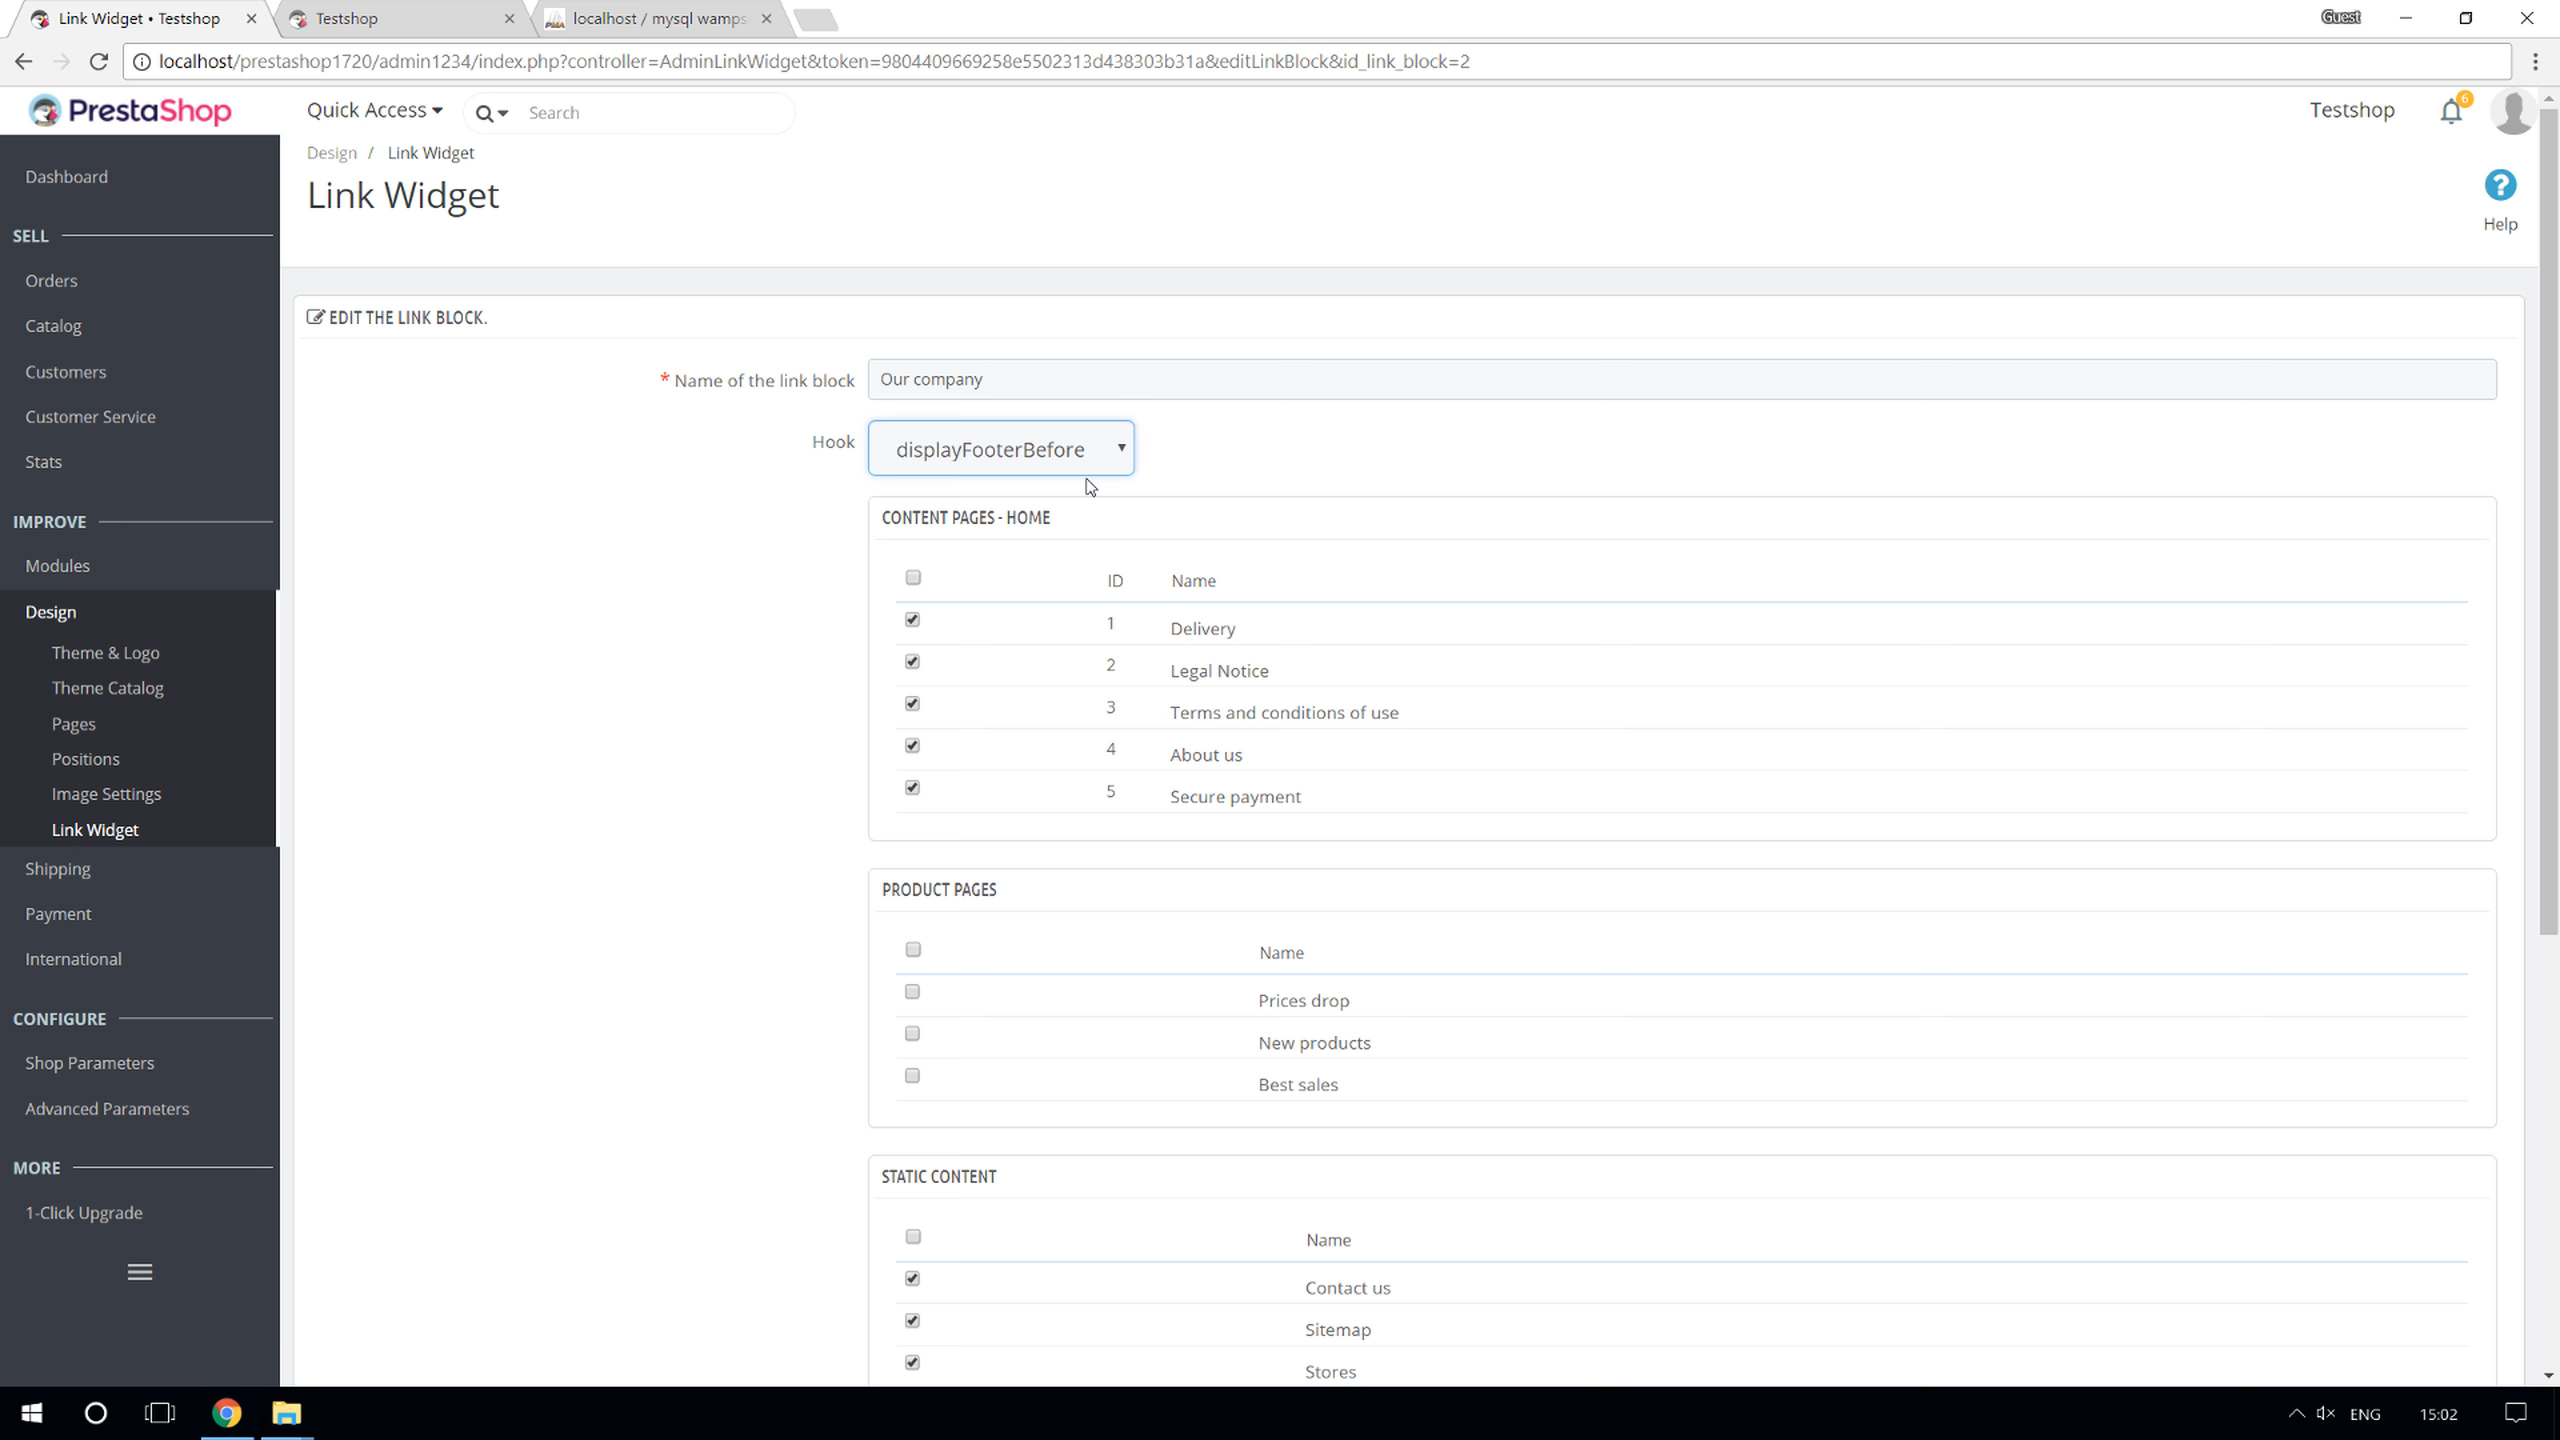 Link Widget • Testshop
Testshop
localhost / mysql wamps
Guest
localhost/prestashop1720/admin1234/index.php?controller=AdminLinkWidget&token=9804409669258e5502313d438303b31a&editLinkBlock&id_link_block=2
PrestaShop
Quick Access
Search
Testshop
6
Design / Link Widget
Link Widget
Help
Dashboard
SELL
Orders
Catalog
Customers
Customer Service
Stats
IMPROVE
Modules
Design
Theme & Logo
Theme Catalog
Pages
Positions
Image Settings
Link Widget
Shipping
Payment
International
CONFIGURE
Shop Parameters
Advanced Parameters
MORE
1-Click Upgrade
EDIT THE LINK BLOCK.
* Name of the link block
Our company
Hook
displayFooterBefore
CONTENT PAGES - HOME
ID Name
1 Delivery
2 Legal Notice
3 Terms and conditions of use
4 About us
5 Secure payment
PRODUCT PAGES
Name
Prices drop
New products
Best sales
STATIC CONTENT
Name
Contact us
Sitemap
Stores
ENG
15:02